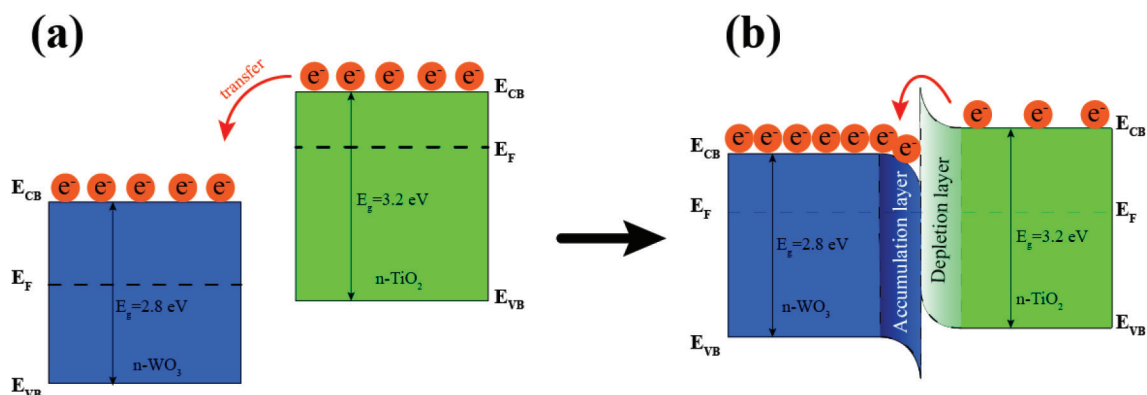 (a)
transfer
e⁻ e⁻ e⁻ e⁻ e⁻
E_CB
E_F
E_g=3.2 eV
n-TiO₂
E_VB
E_CB
e⁻ e⁻ e⁻ e⁻ e⁻
E_F
E_g=2.8 eV
n-WO₃
E_VB
(b)
e⁻ e⁻ e⁻ e⁻ e⁻ e⁻ e⁻
E_CB
E_F
E_g=2.8 eV
n-WO₃
E_VB
Accumulation layer
Depletion layer
e⁻ e⁻ e⁻
E_CB
E_F
E_g=3.2 eV
n-TiO₂
E_VB